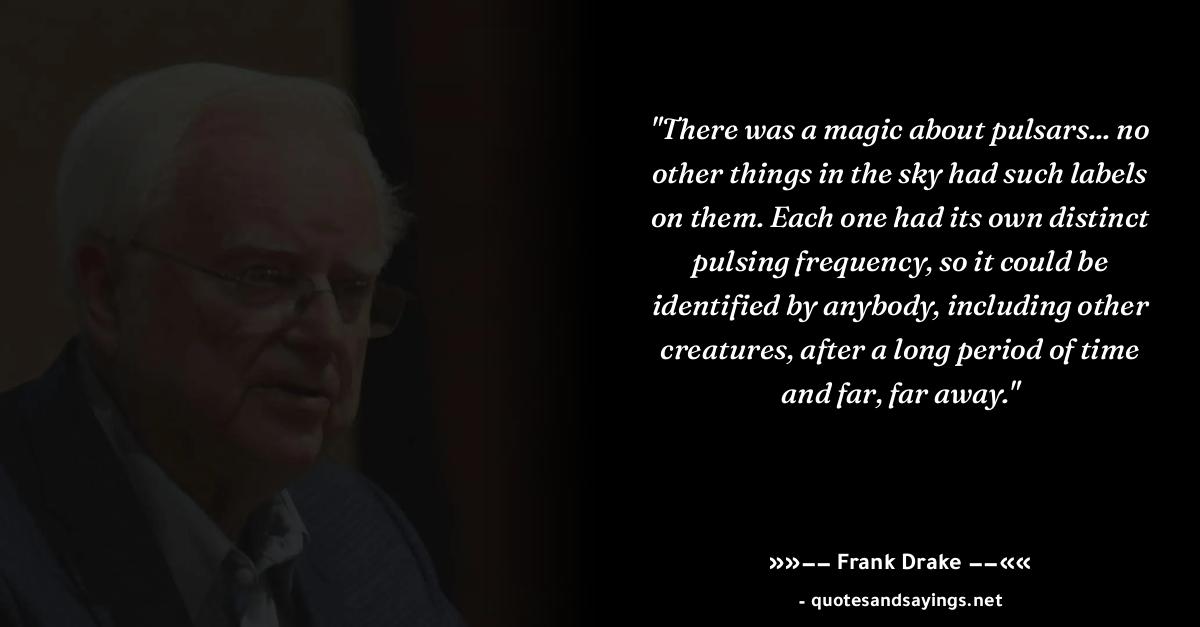 "There was a magic about pulsars... no
other things in the sky had such labels
on them. Each one had its own distinct
pulsing frequency, so it could be
identified by anybody, including other
creatures, after a long period of time
and far, far away."
»»−− Frank Drake −−««
- quotesandsayings.net